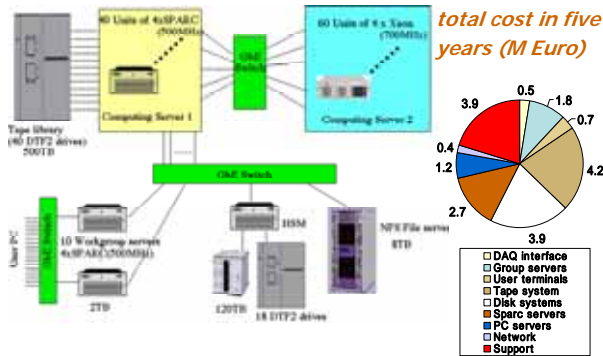 40 Units of 4xSPARC
(500MHz)
60 Units of 4 x Xeon
(700MHz)
total cost in five
years (M Euro)
GbE
Switch
Tape library
(40 DTF2 drives)
500TB
Computing Server 1
Computing Server 2
GbE Switch
GbE Switch
User PC
10 Workgroup servers
4xSPARC(500MHz)
2TB
HSM
120TB
18 DTF2 drives
NFS File server
8TB
0.5
1.8
0.7
4.2
3.9
2.7
1.2
0.4
3.9
DAQ interface
Group servers
User terminals
Tape system
Disk systems
Sparc servers
PC servers
Network
Support